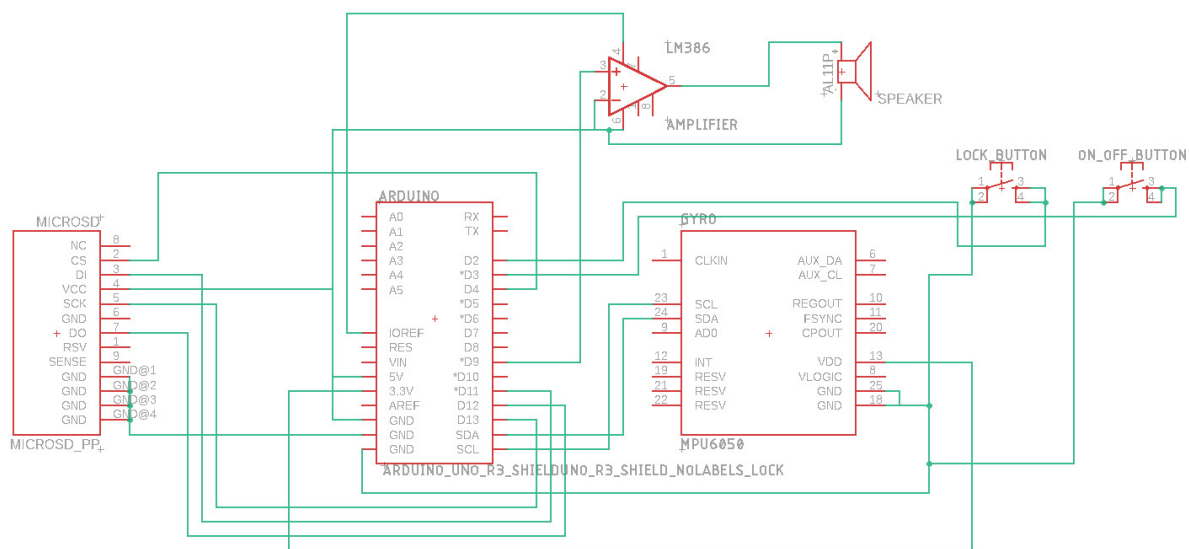 LM386
4
3
2
6
5
8
AMPLIFIER
AL11P
SPEAKER
LOCK_BUTTON
1
2
3
4
ON_OFF_BUTTON
1
2
3
4
MICROSD
NC 8
CS 2
DI 3
VCC 4
SCK 5
GND 6
DO 7
RSV 1
SENSE 9
GND GND@1
GND GND@2
GND GND@3
GND GND@4
MICROSD_PP
ARDUINO
A0 RX
A1 TX
A2
A3 D2
A4 *D3
A5 D4
*D5
*D6
IOREF D7
RES D8
VIN *D9
5V *D10
3.3V *D11
AREF D12
GND D13
GND SDA
GND SCL
ARDUINO_UNO_R3_SHIELDUNO_R3_SHIELD_NOLABELS_LOCK
GYRO
1 CLKIN AUX_DA 6
AUX_CL 7
23 SCL REGOUT 10
24 SDA FSYNC 11
9 AD0 CPOUT 20
12 INT VDD 13
19 RESV VLOGIC 8
21 RESV GND 25
22 RESV GND 18
MPU6050